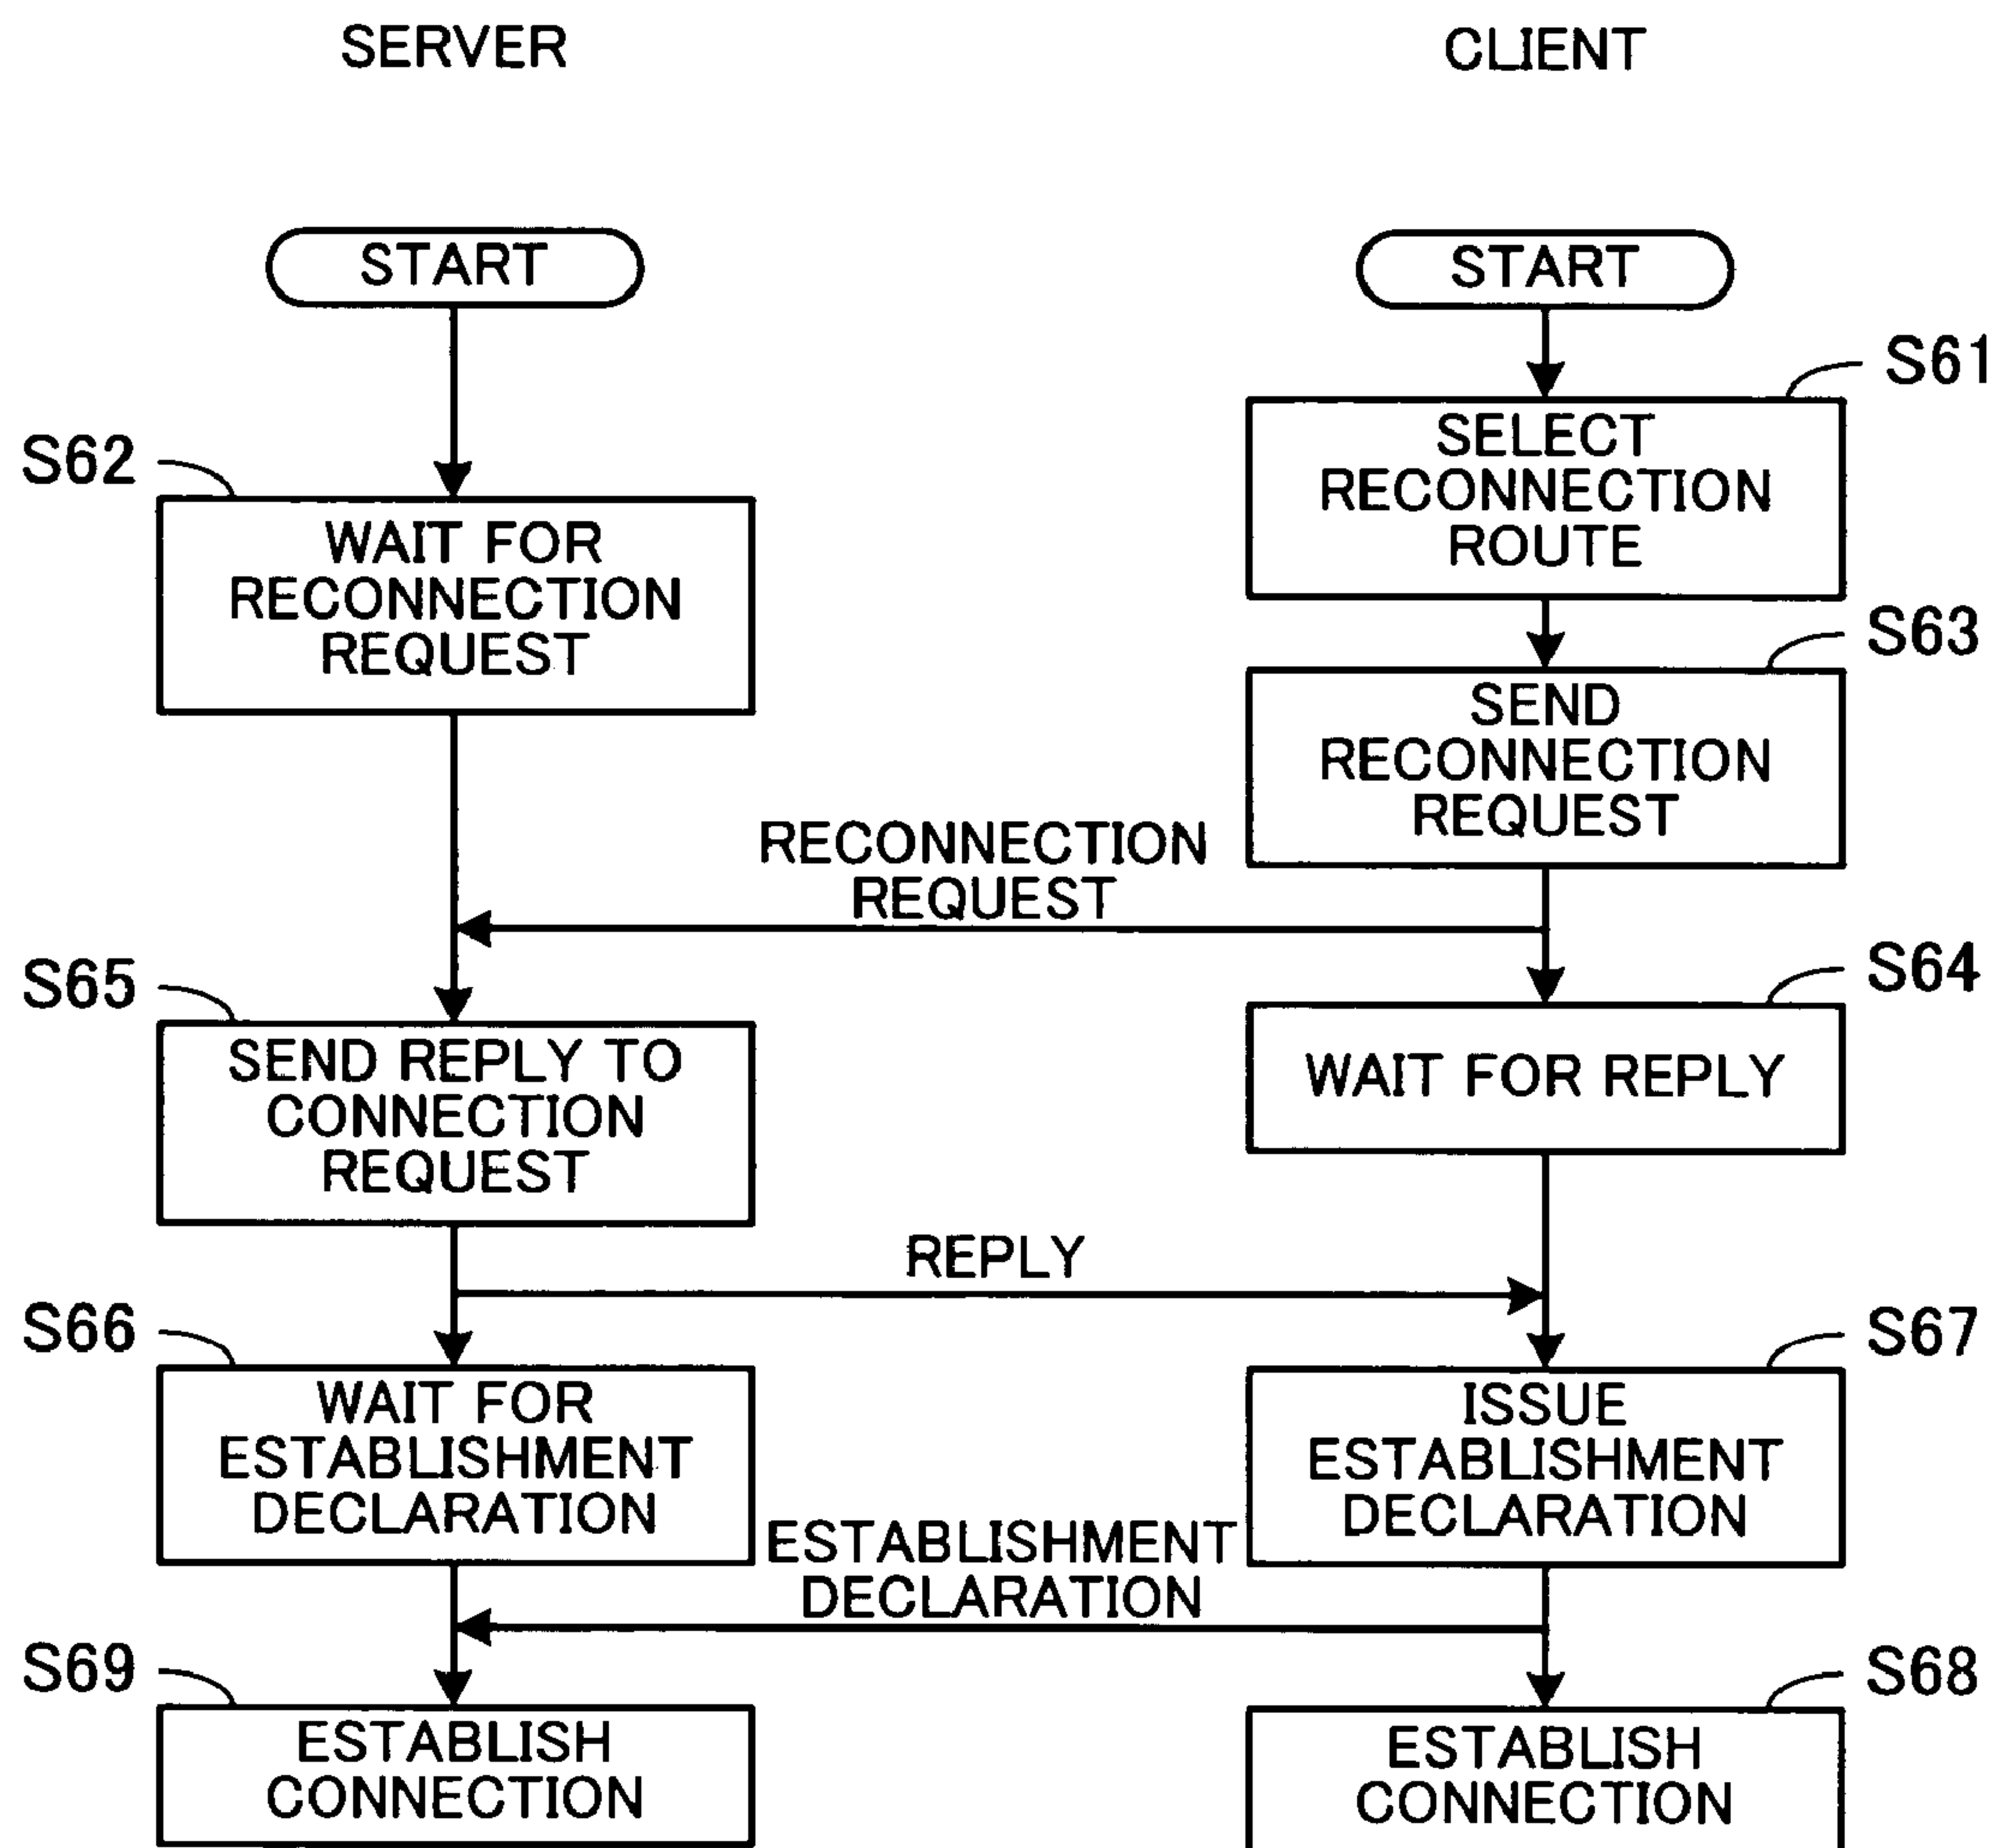 SERVER
CLIENT
START
START
S61
SELECT
RECONNECTION
ROUTE
S62
WAIT FOR
RECONNECTION
REQUEST
S63
SEND
RECONNECTION
REQUEST
RECONNECTION
REQUEST
S64
WAIT FOR REPLY
S65
SEND REPLY TO
CONNECTION
REQUEST
REPLY
S66
WAIT FOR
ESTABLISHMENT
DECLARATION
S67
ISSUE
ESTABLISHMENT
DECLARATION
ESTABLISHMENT
DECLARATION
S69
ESTABLISH
CONNECTION
S68
ESTABLISH
CONNECTION